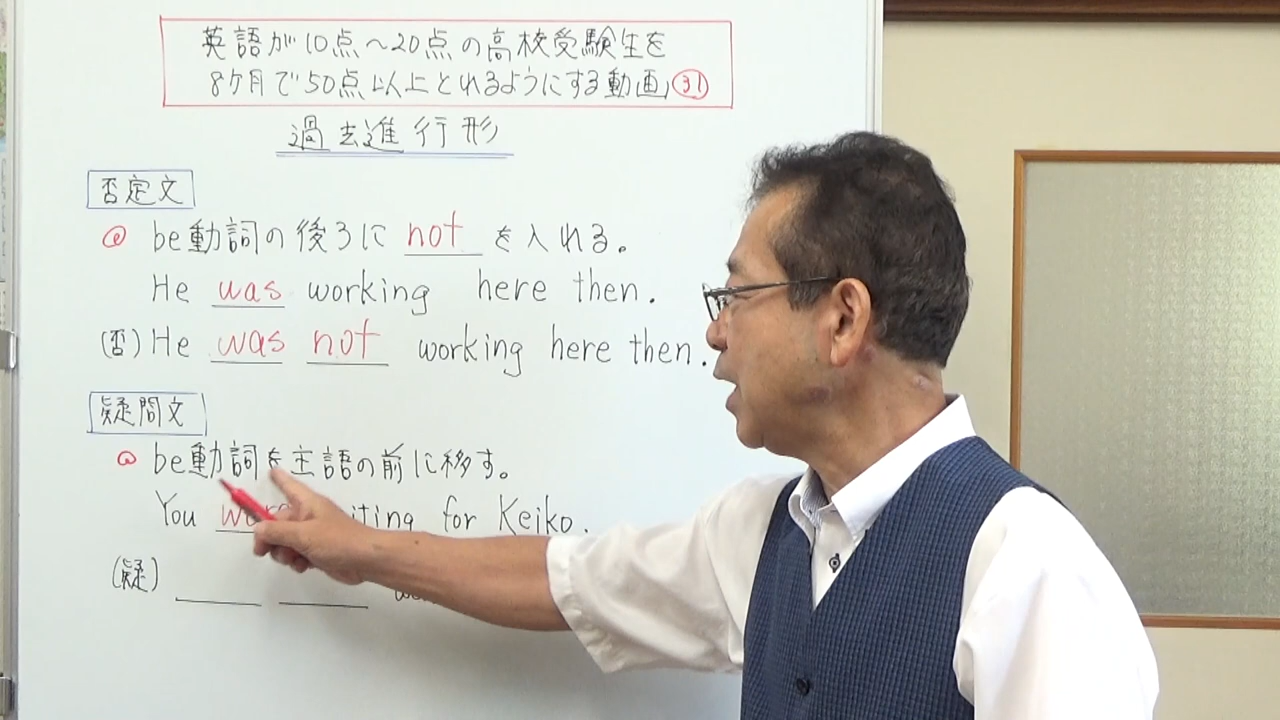 英語が10点〜20点の高校受験生を
8ケ月で50点以上とれるようにする動画㉛
過去進行形
否定文
be動詞の後ろに not を入れる。
He was working here then.
(否) He was not working here then.
疑問文
be動詞を主語の前に移す。
You for Keiko.
(疑)